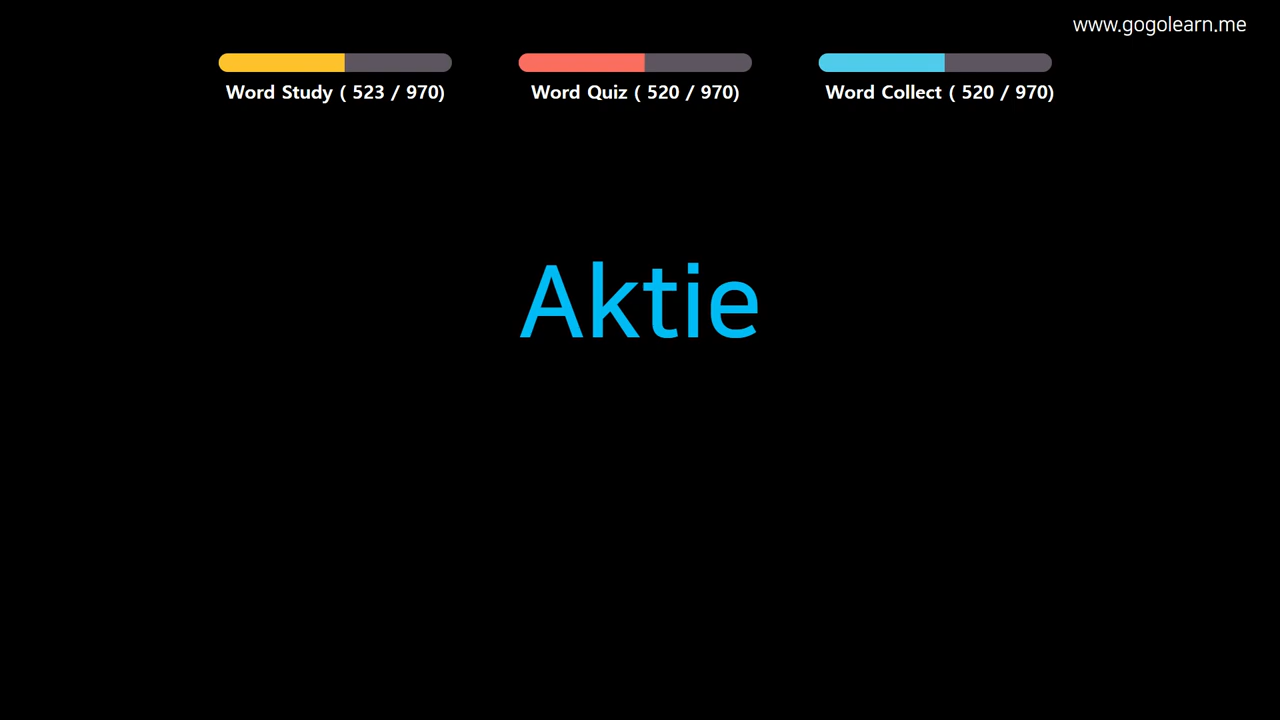 www.gogolearn.me
Word Study ( 523 / 970)
Word Quiz ( 520 / 970)
Word Collect ( 520 / 970)
Aktie